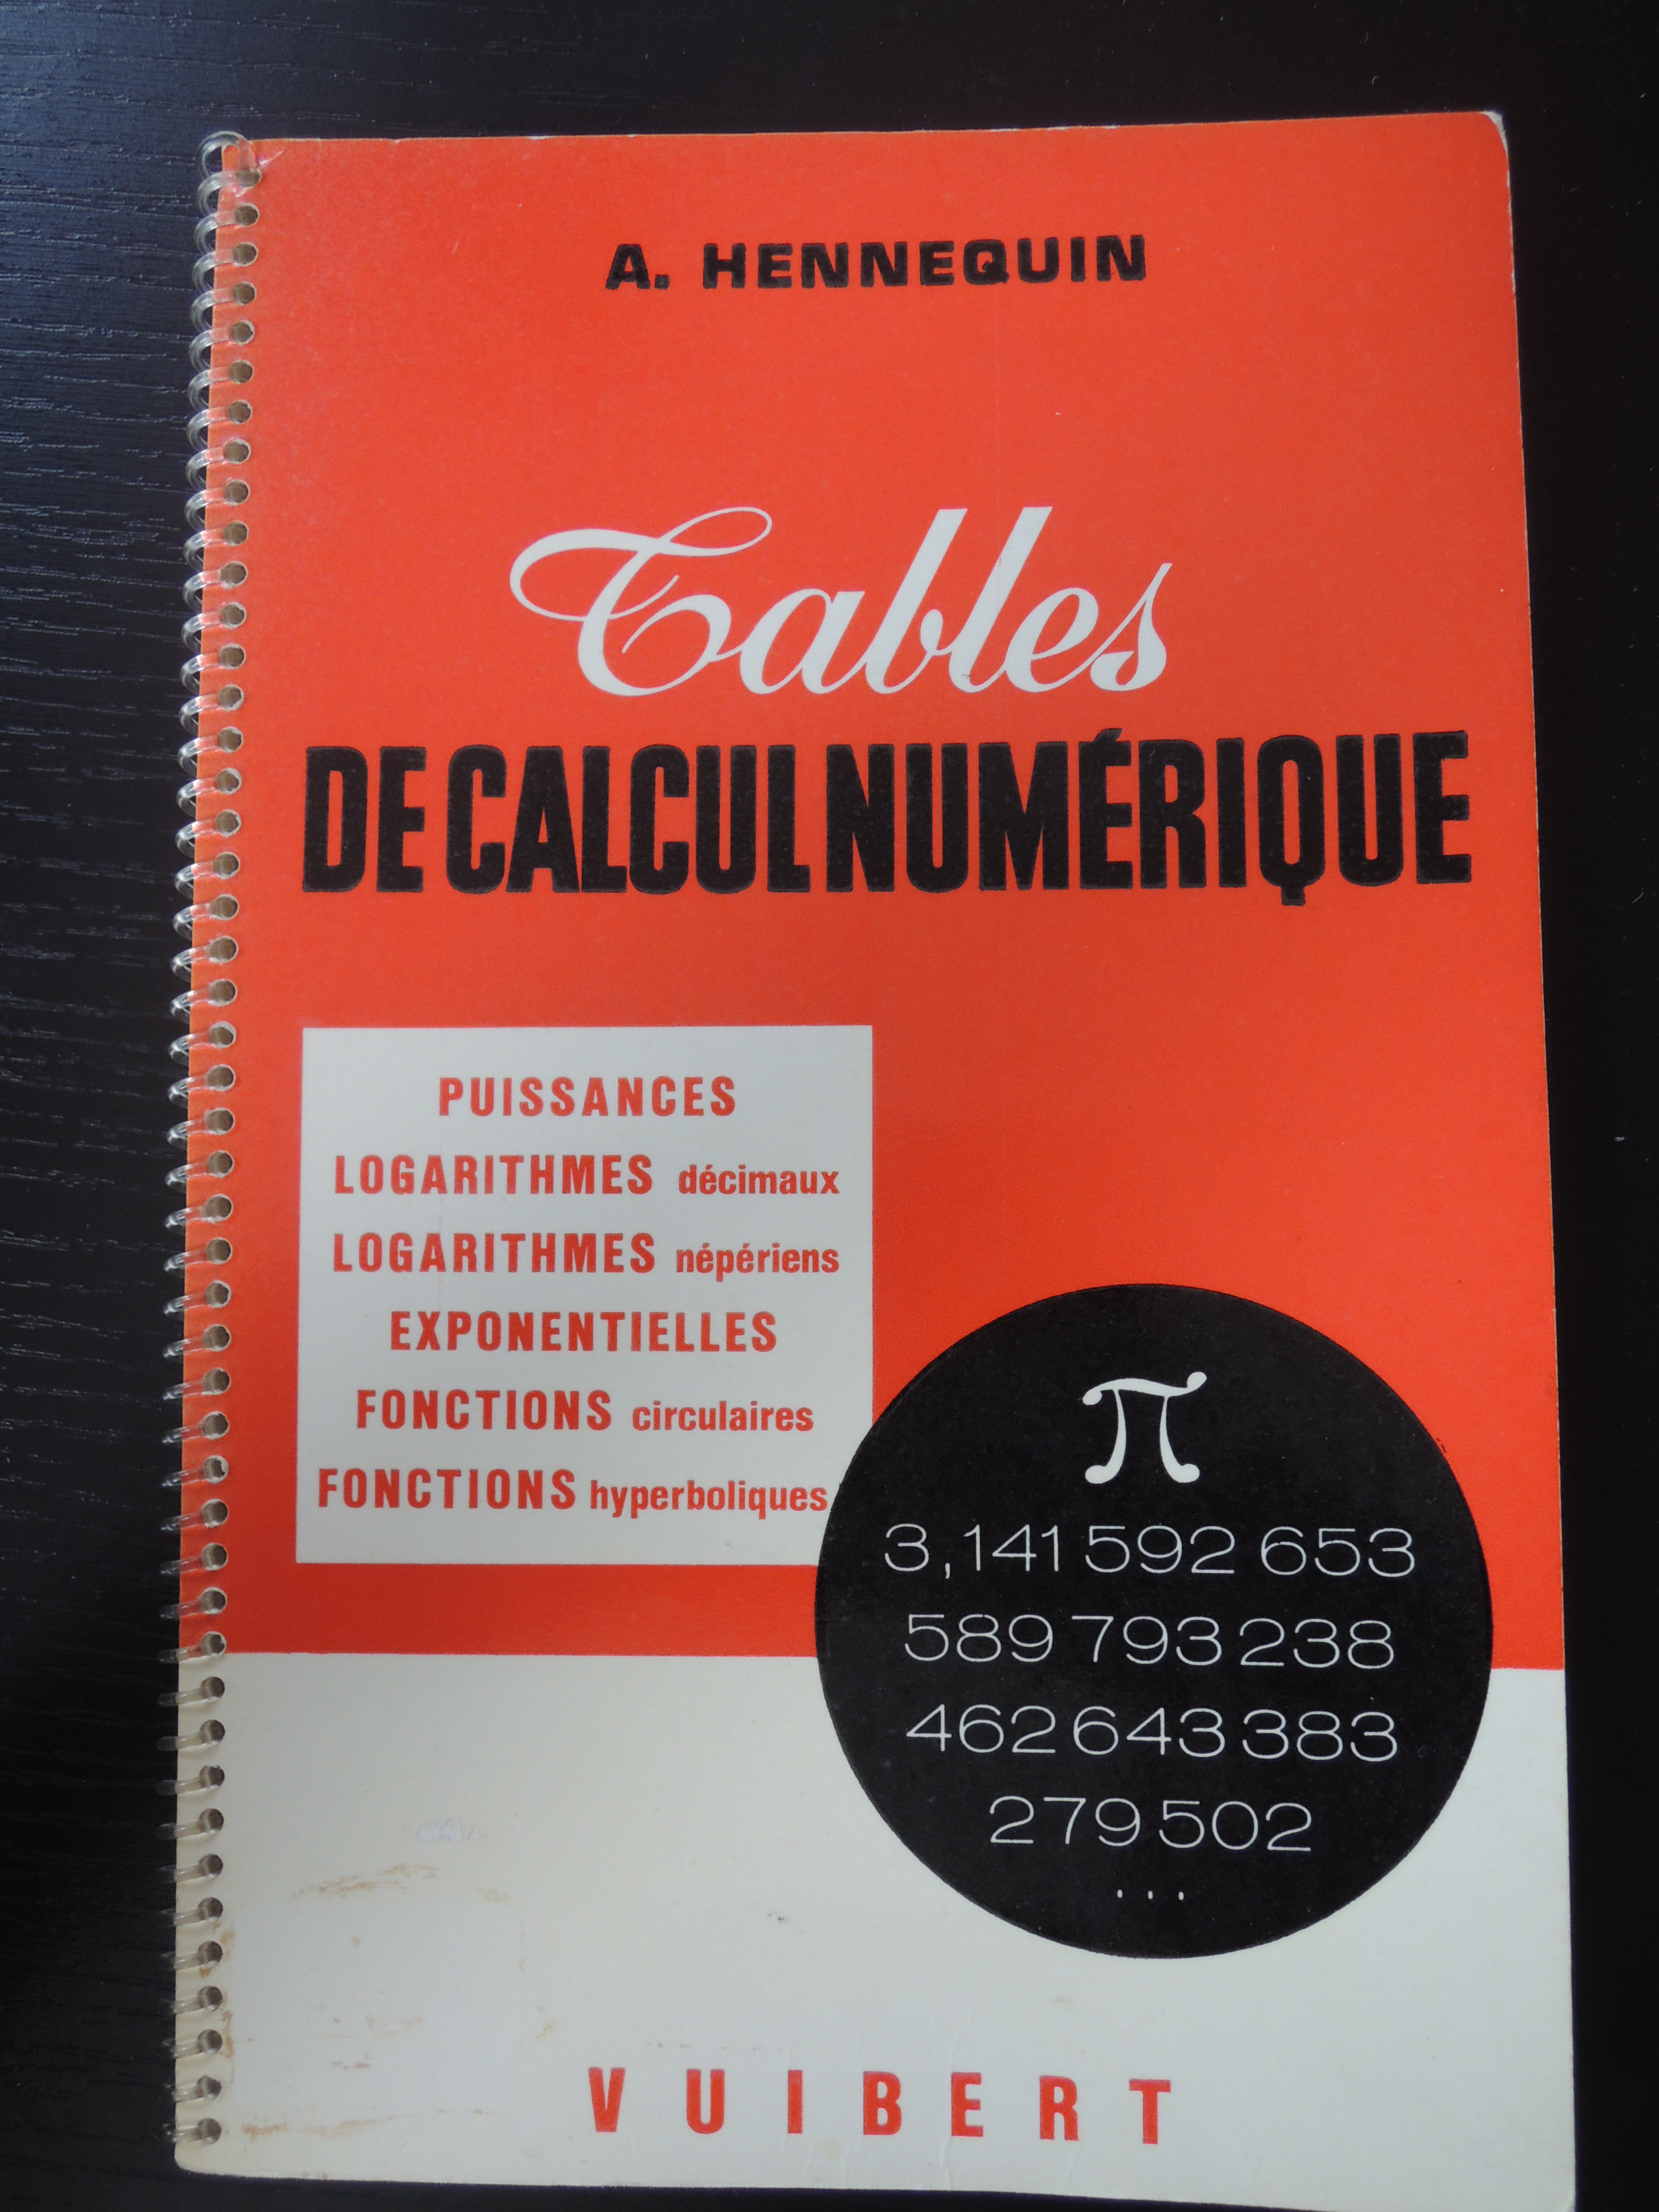 A. HENNEQUIN
Tables
DE CALCUL NUMÉRIQUE
PUISSANCES
LOGARITHMES décimaux
LOGARITHMES népériens
EXPONENTIELLES
FONCTIONS circulaires
FONCTIONS hyperboliques
π
3,141 592 653
589 793 238
462 643 383
279 502
...
VUIBERT